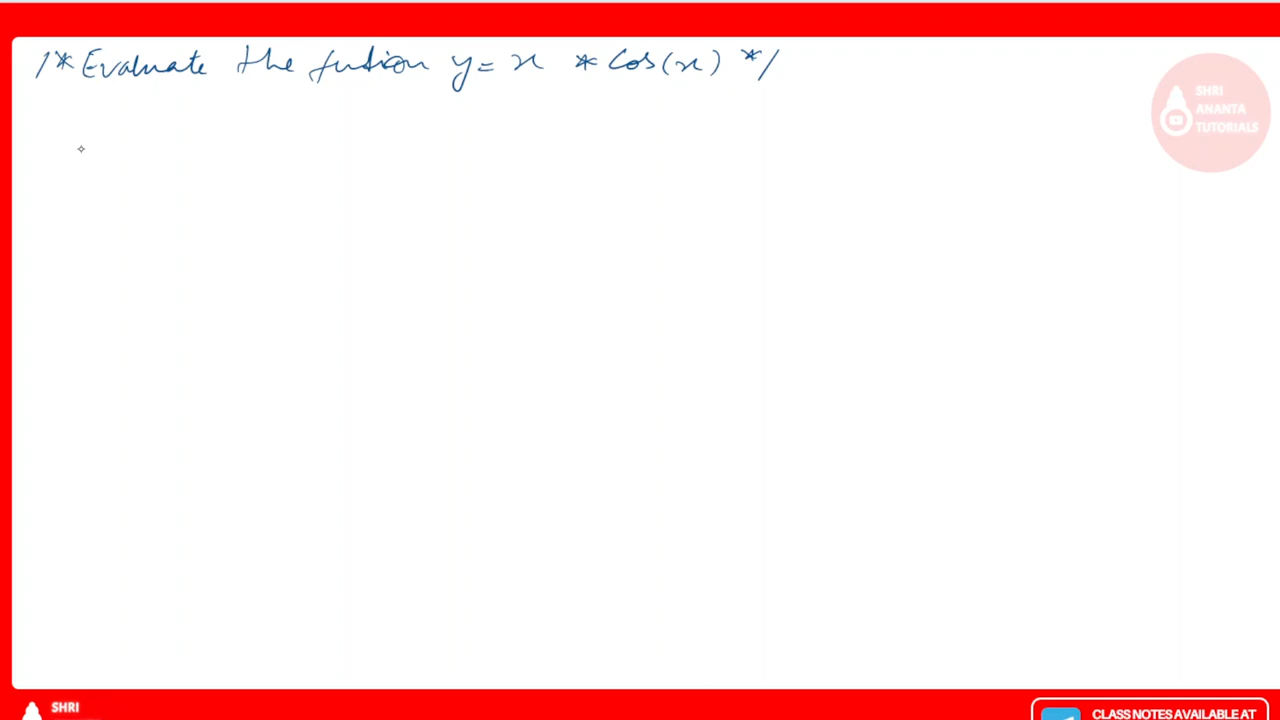 /* Evaluate the fution y = x * Cos(x) */
SHRI
ANANTA
TUTORIALS
SHRI
CLASS NOTES AVAILABLE AT